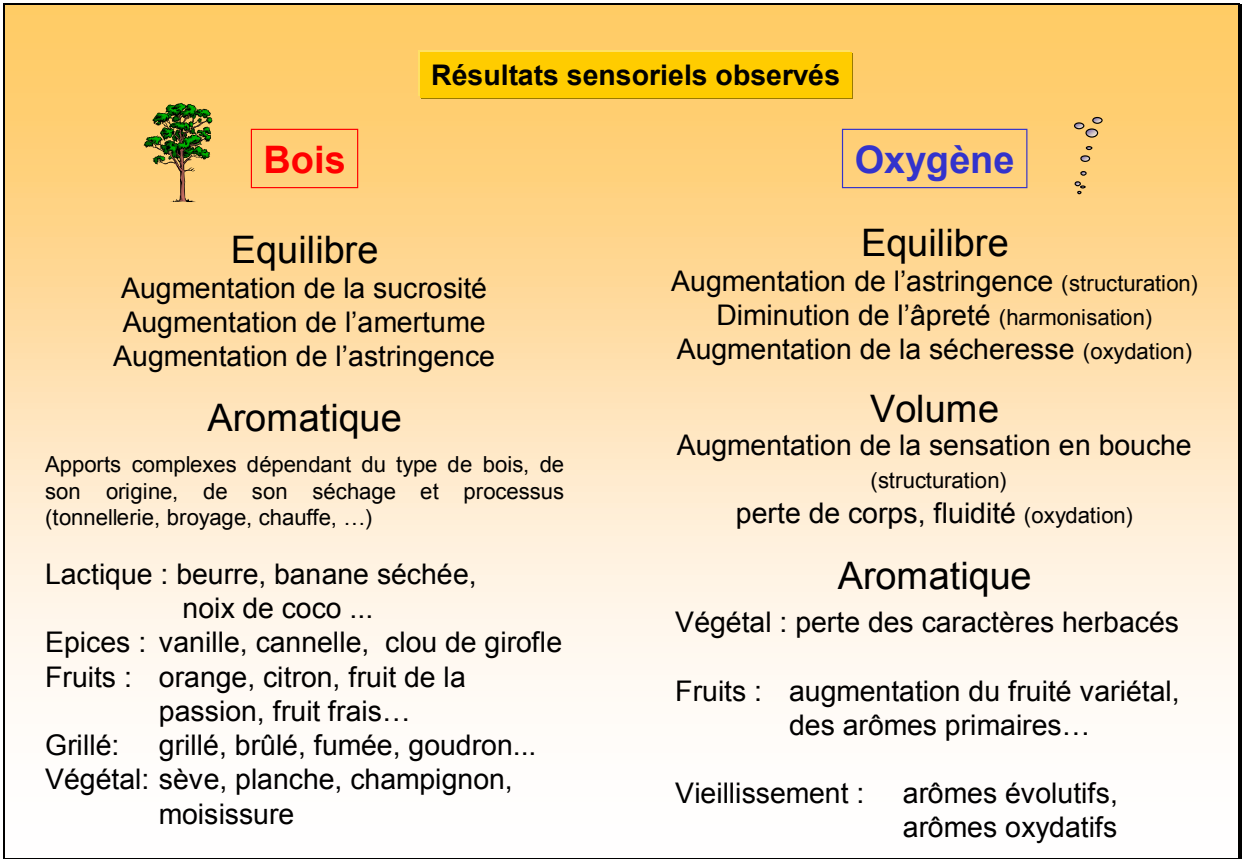 Résultats sensoriels observés
Bois
Equilibre
Augmentation de la sucrosité
Augmentation de l'amertume
Augmentation de l'astringence
Aromatique
Apports complexes dépendant du type de bois, de
son origine, de son séchage et processus
(tonnellerie, broyage, chauffe, …)
Lactique : beurre, banane séchée,
noix de coco ...
Epices : vanille, cannelle, clou de girofle
Fruits : orange, citron, fruit de la
passion, fruit frais…
Grillé: grillé, brûlé, fumée, goudron...
Végétal: sève, planche, champignon,
moisissure
Oxygène
Equilibre
Augmentation de l'astringence (structuration)
Diminution de l'âpreté (harmonisation)
Augmentation de la sécheresse (oxydation)
Volume
Augmentation de la sensation en bouche
(structuration)
perte de corps, fluidité (oxydation)
Aromatique
Végétal : perte des caractères herbacés
Fruits : augmentation du fruité variétal,
des arômes primaires…
Vieillissement : arômes évolutifs,
arômes oxydatifs